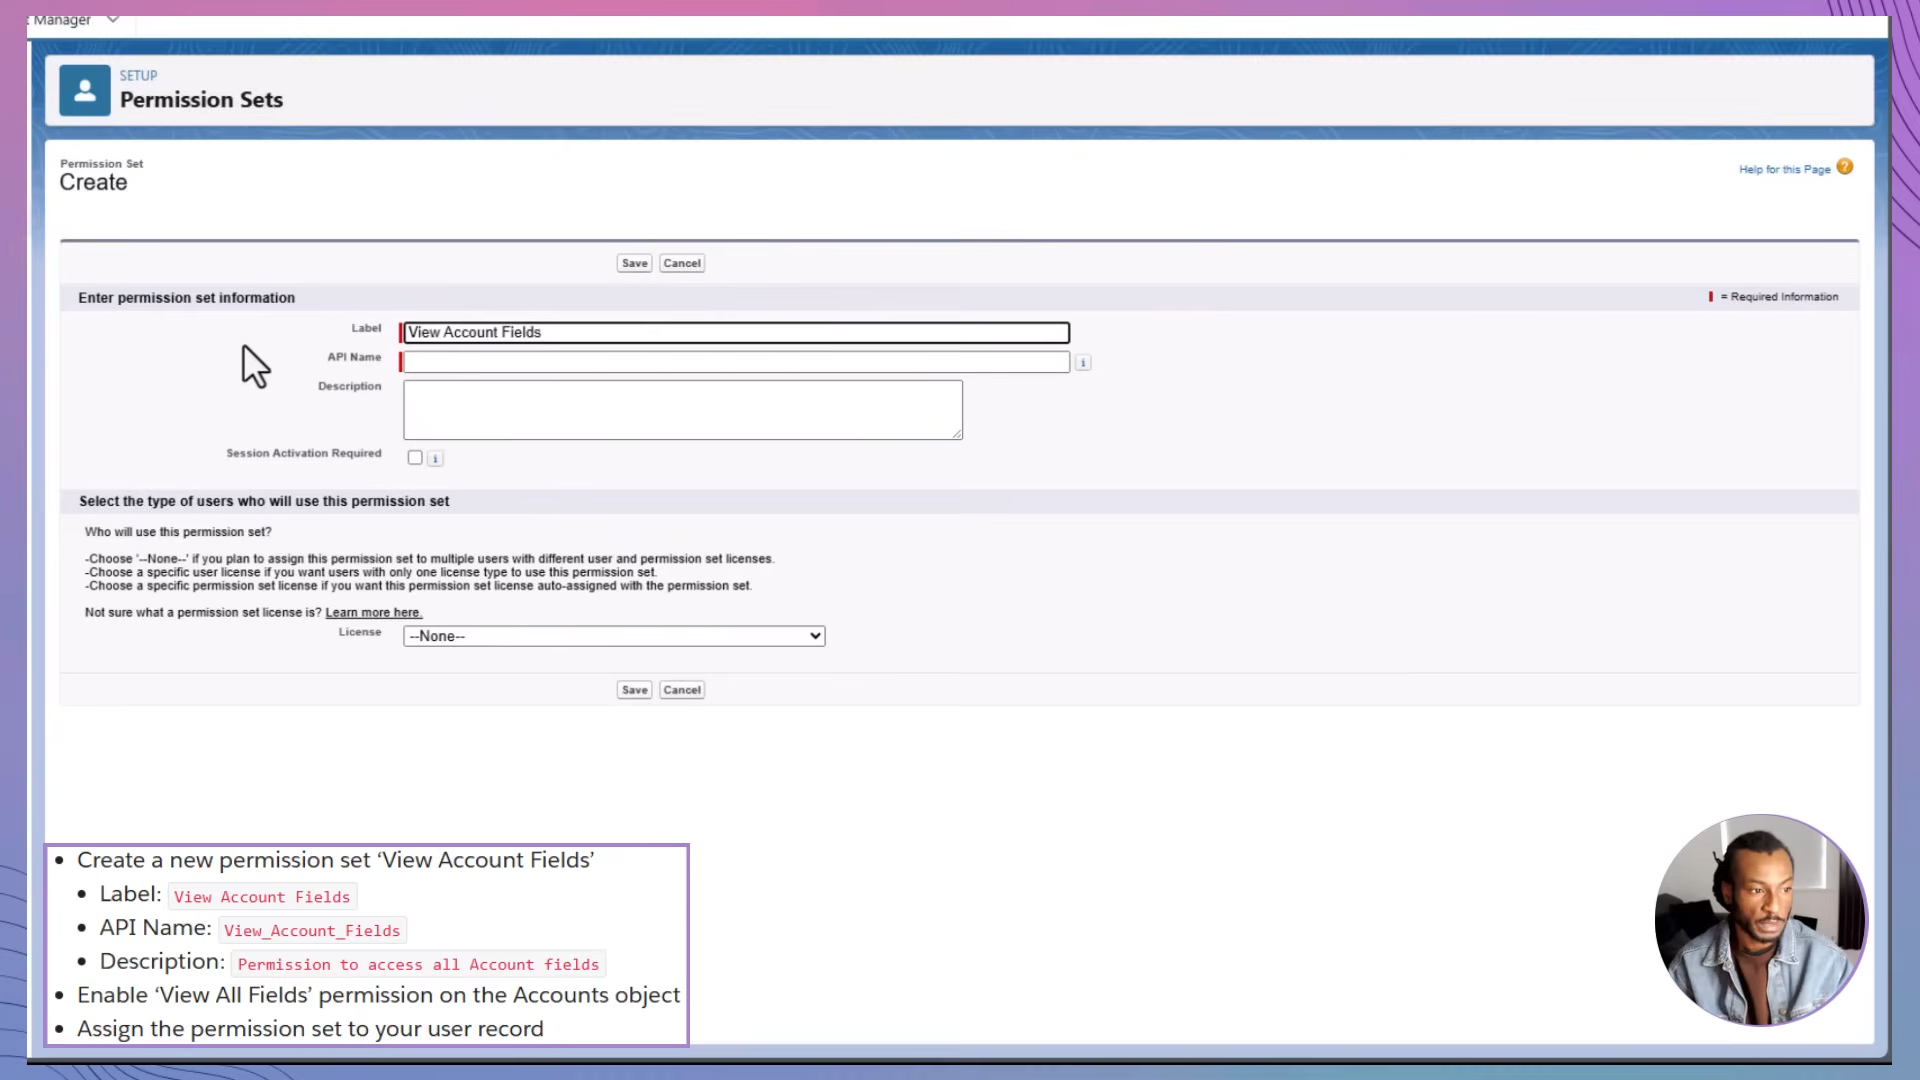 Manager
SETUP
Permission Sets
Permission Set
Create
Help for this Page ?
Save Cancel
Enter permission set information
= Required Information
Label View Account Fields
API Name
i
Description
Session Activation Required
i
Select the type of users who will use this permission set
Who will use this permission set?
-Choose '--None--' if you plan to assign this permission set to multiple users with different user and permission set licenses.
-Choose a specific user license if you want users with only one license type to use this permission set.
-Choose a specific permission set license if you want this permission set license auto-assigned with the permission set.
Not sure what a permission set license is? Learn more here.
License --None--
Save Cancel
• Create a new permission set ‘View Account Fields’
• Label: View Account Fields
• API Name: View_Account_Fields
• Description: Permission to access all Account fields
• Enable ‘View All Fields’ permission on the Accounts object
• Assign the permission set to your user record